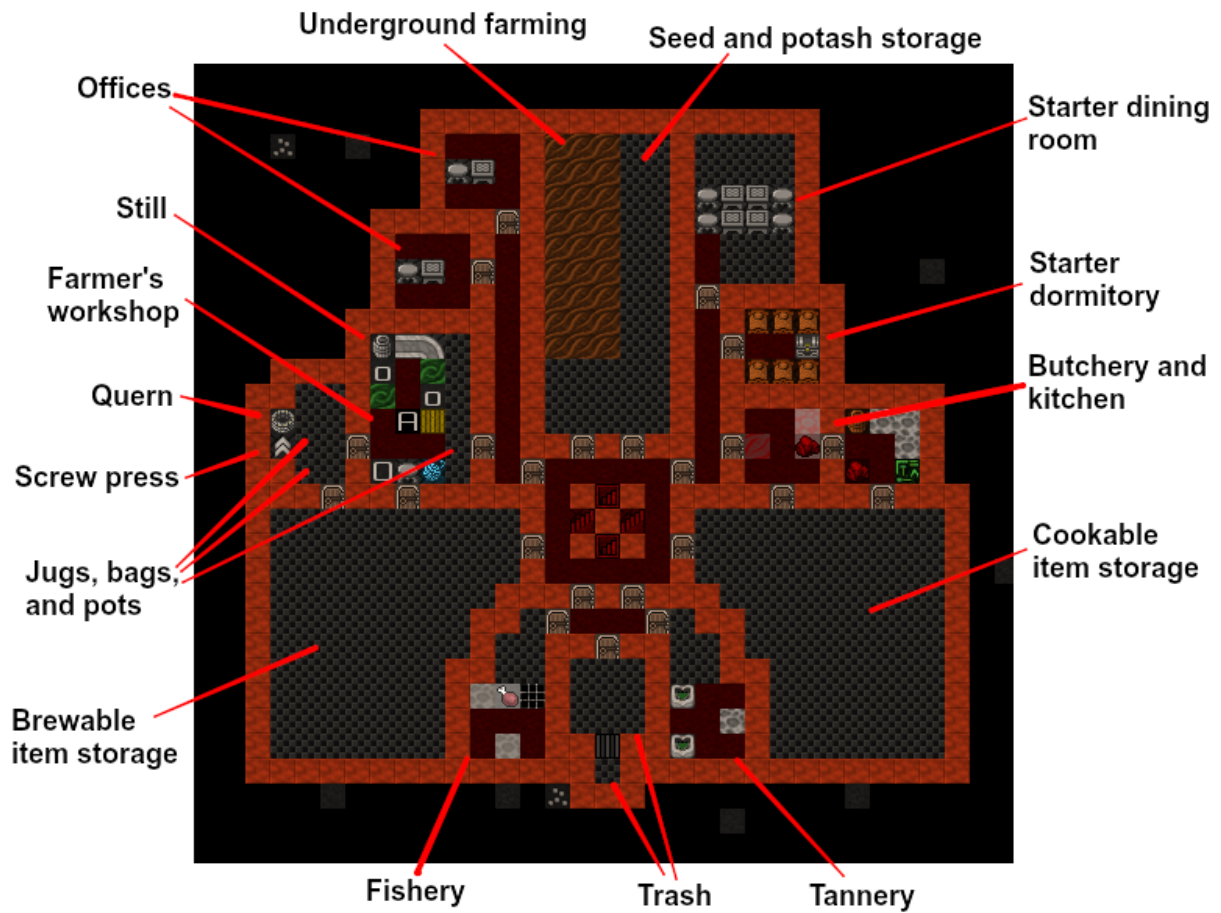 Underground farming
Seed and potash storage
Offices
Starter dining
room
Still
Farmer's
workshop
Starter
dormitory
Quern
Butchery and
kitchen
Screw press
Jugs, bags,
and pots
Cookable
item storage
Brewable
item storage
Fishery
Trash
Tannery